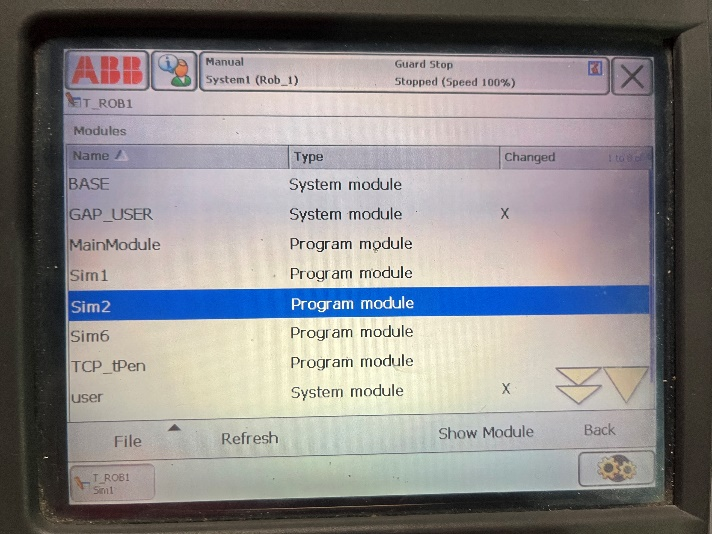 ABB
Manual
System1 (Rob_1)
Guard Stop
Stopped (Speed 100%)
T_ROB1
Modules
Name Type Changed
BASE System module
GAP_USER System module X
MainModule Program module
Sim1 Program module
Sim2 Program module
Sim6 Program module
TCP_tPen Program module
user System module X
File Refresh Show Module Back
T_ROB1
Sim1